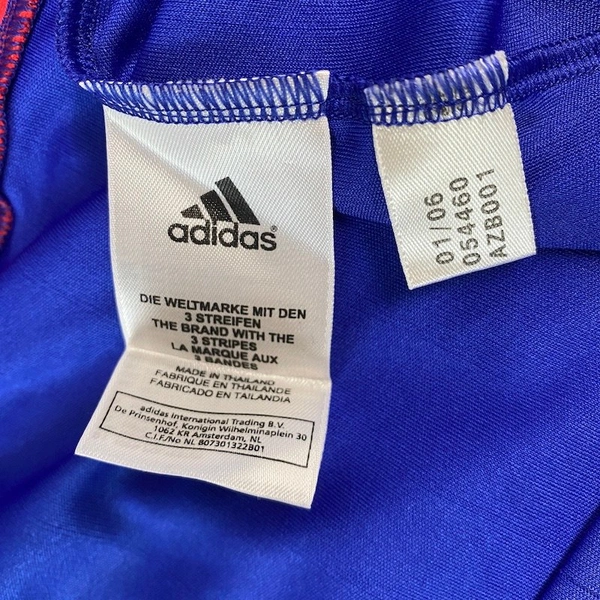 adidas®
DIE WELTMARKE MIT DEN
3 STREIFEN
THE BRAND WITH THE
3 STRIPES
LA MARQUE AUX
3 BANDES
MADE IN THAILAND
FABRIQUE EN THAILANDE
FABRICADO EN TAILANDIA
adidas International Trading B.V.
De Prinsenhof, Konigin Wilhelminaplein 30
1062 KR Amsterdam, NL
C.I.F/No NL 807301322B01
01/06
054460
AZB001